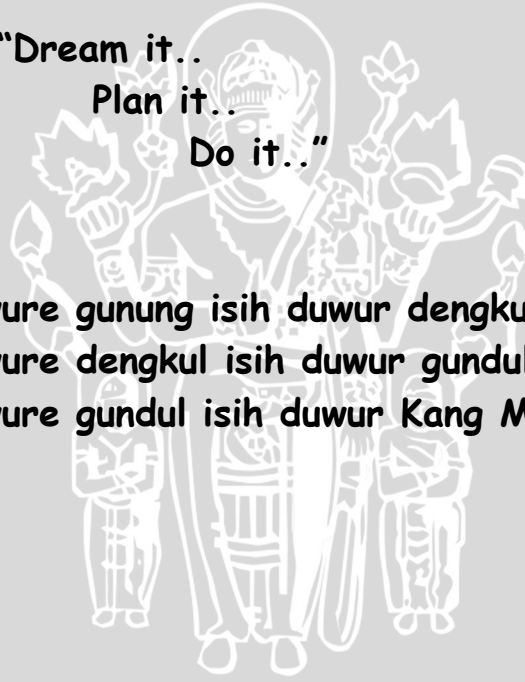 “Dream it..
Plan it..
Do it..”
gunung isih duwur
dengkul isih duwur gundul
gundul isih duwur Kang